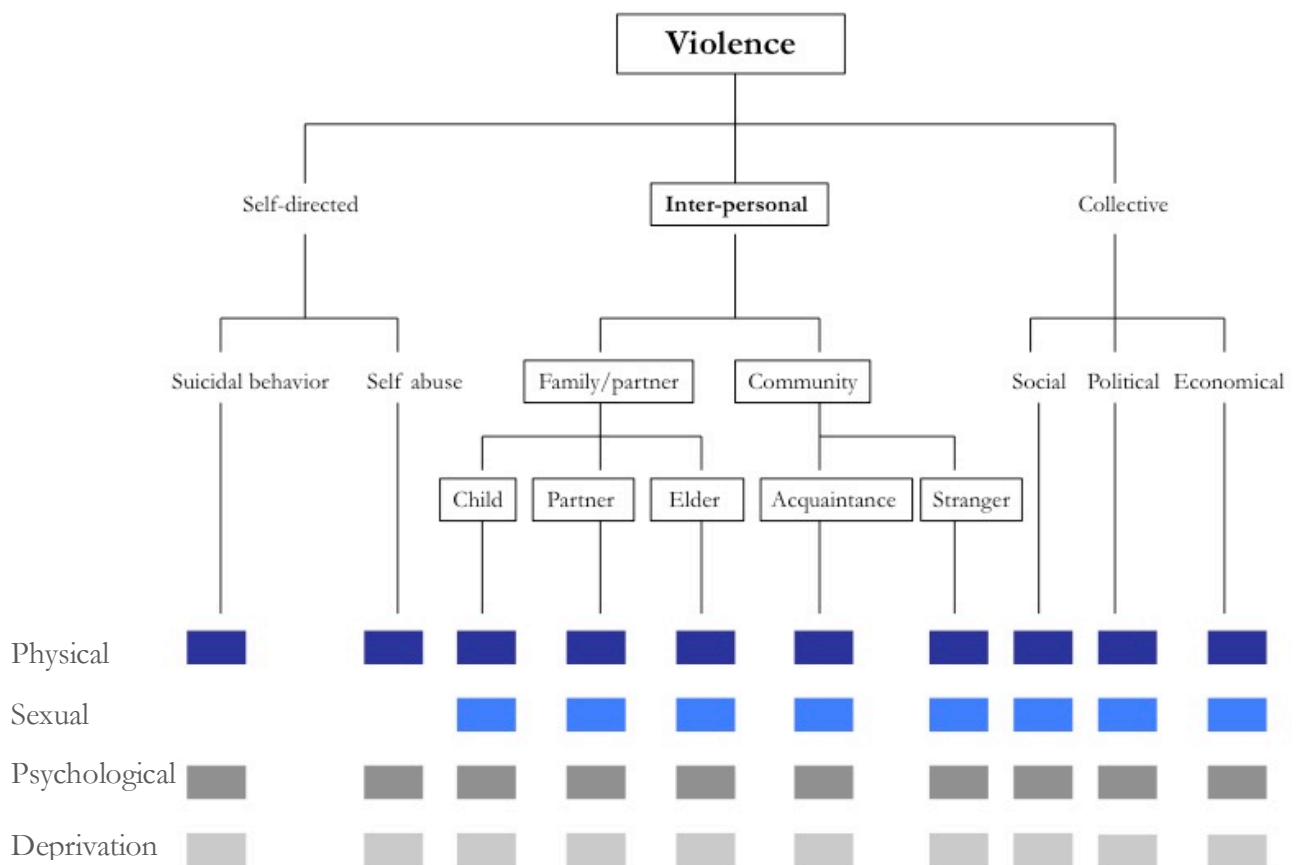 Violence
Self-directed Inter-personal Collective
Suicidal behavior Self abuse Family/partner Community Social Political Economical
Child Partner Elder Acquaintance Stranger
Physical
Sexual
Psychological
Deprivation